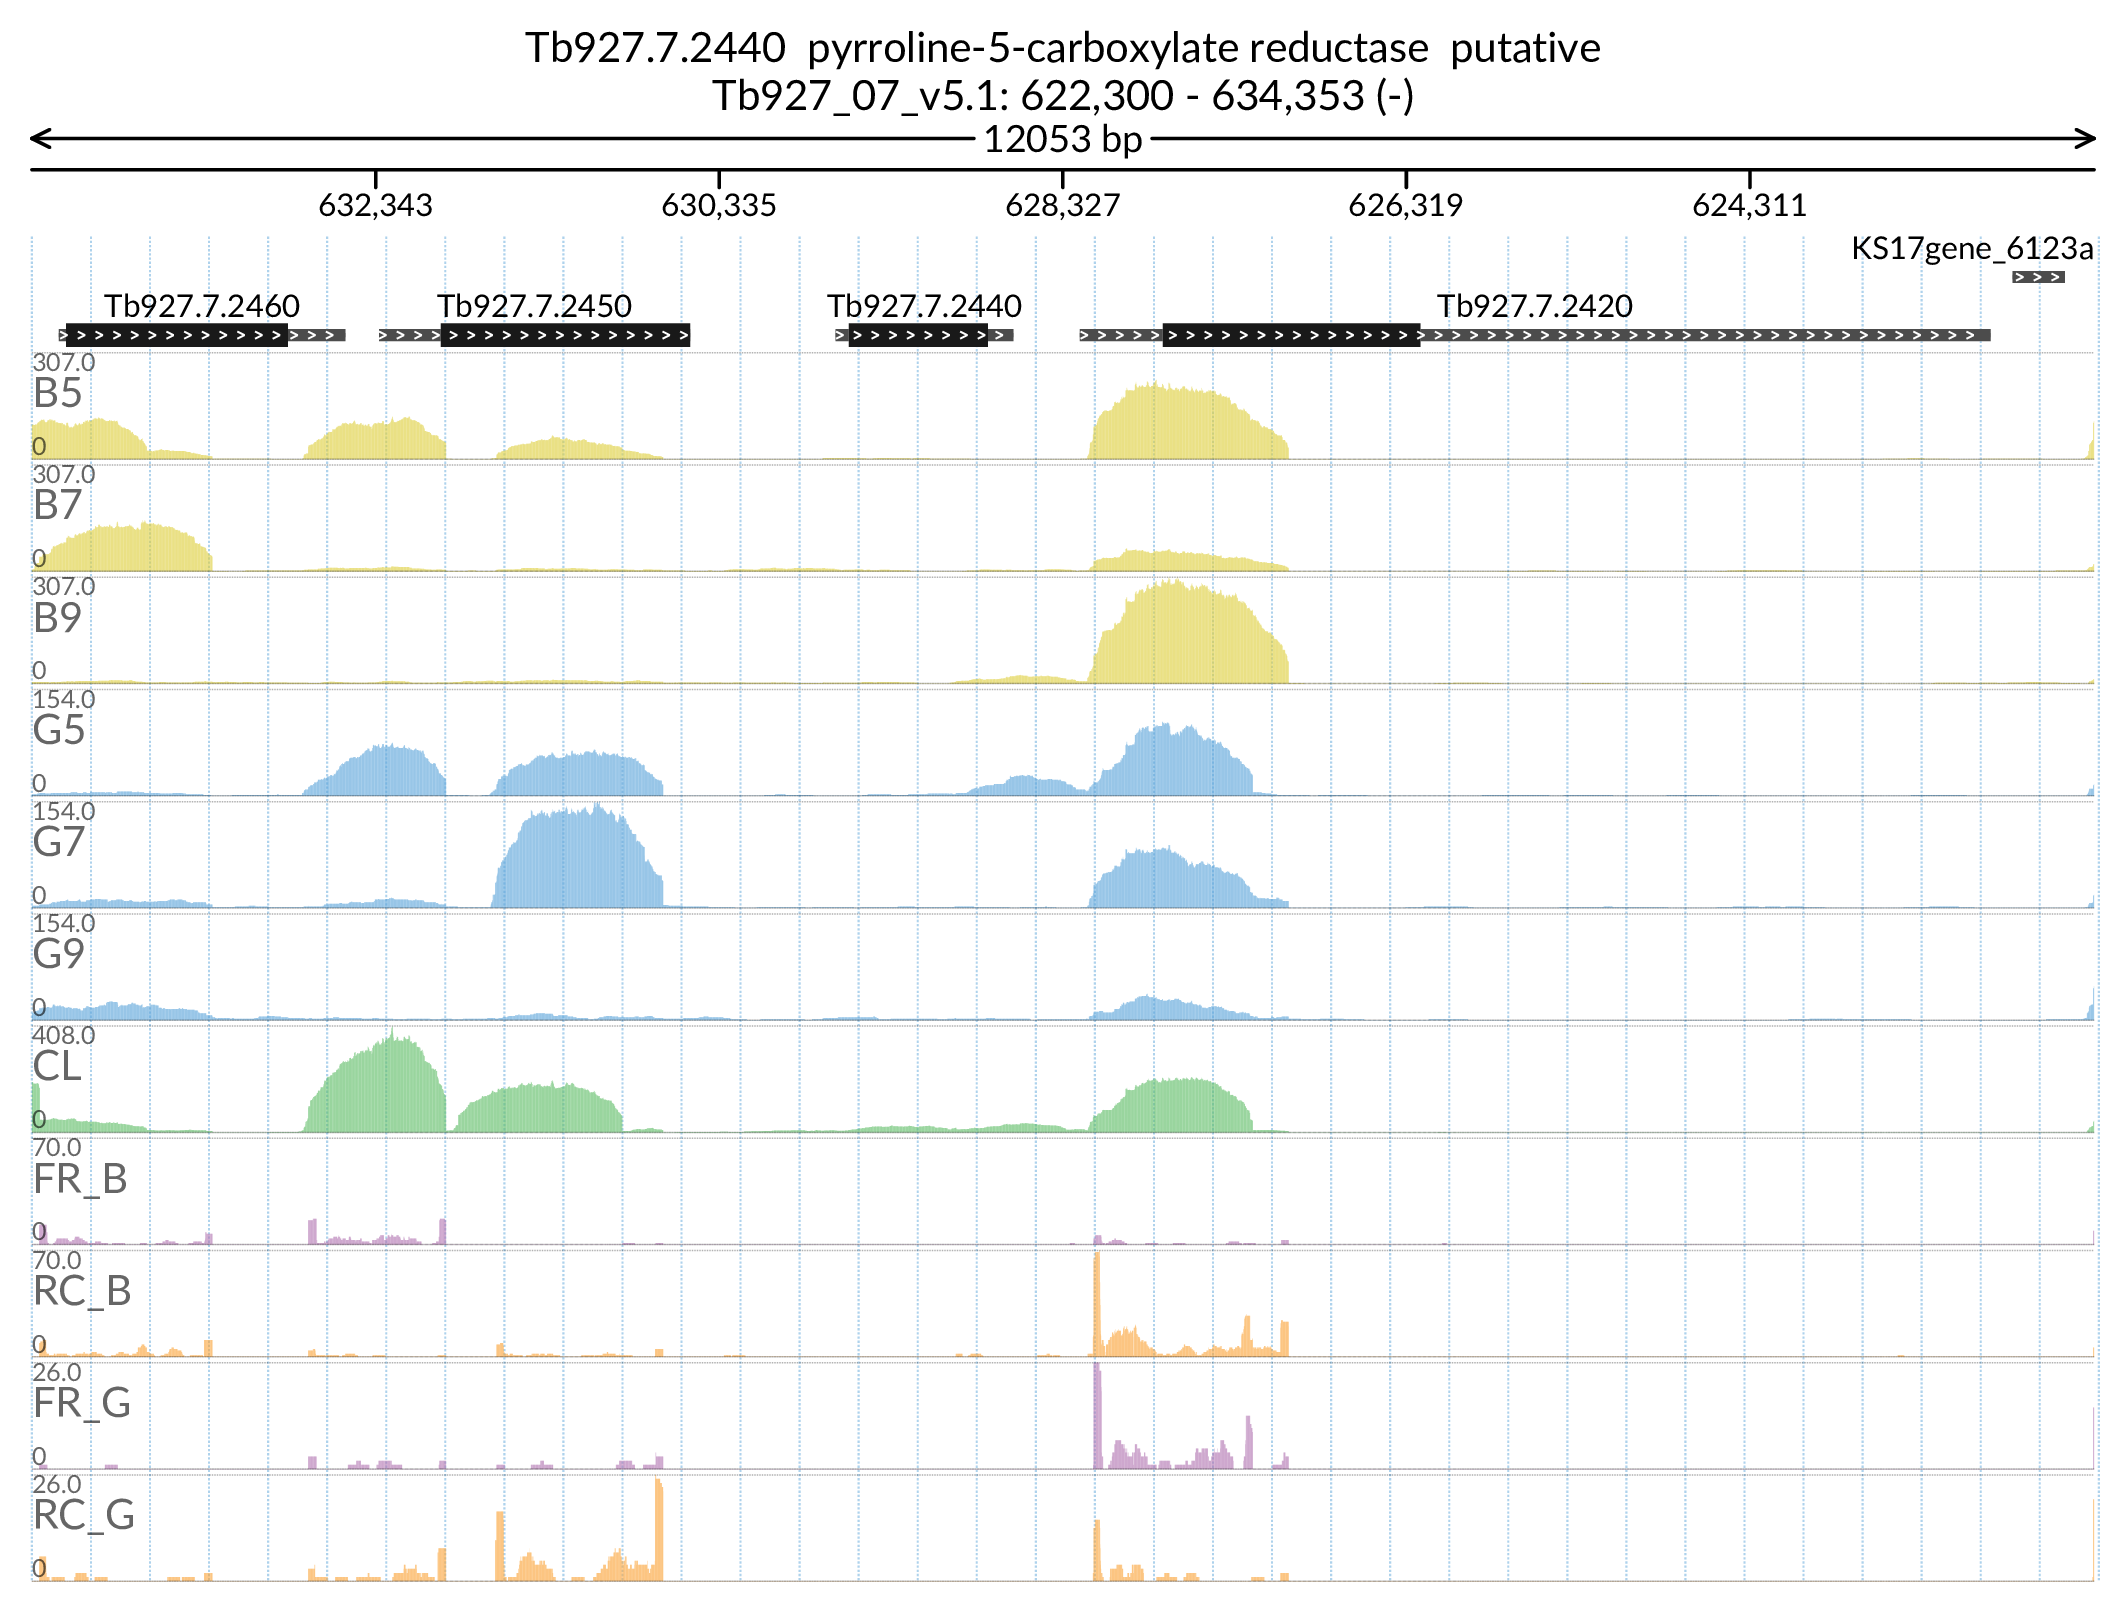 Tb927.7.2440  pyrroline-5-carboxylate reductase  putative
Tb927_07_v5.1: 622,300 - 634,353 (-)
12053 bp
632,343 630,335 628,327 626,319 624,311
KS17gene_6123a
Tb927.7.2460 Tb927.7.2450 Tb927.7.2440 Tb927.7.2420
307.0
B5
0
307.0
B7
0
307.0
B9
0
154.0
G5
0
154.0
G7
0
154.0
G9
0
408.0
CL
0
70.0
FR_B
0
70.0
RC_B
0
26.0
FR_G
0
26.0
RC_G
0